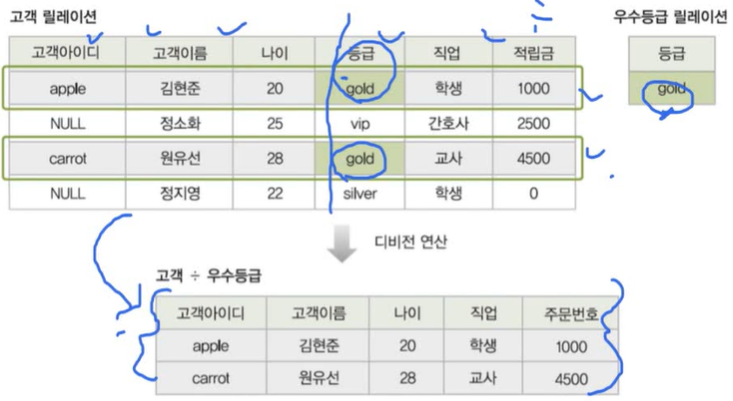 고객 릴레이션
우수등급 릴레이션
고객아이디 고객이름 나이 등급 직업 적립금
apple 김현준 20 gold 학생 1000
NULL 정소화 25 vip 간호사 2500
carrot 원유선 28 gold 교사 4500
NULL 정지영 22 silver 학생 0
등급
gold
디비전 연산
고객 ÷ 우수등급
고객아이디 고객이름 나이 직업 주문번호
apple 김현준 20 학생 1000
carrot 원유선 28 교사 4500